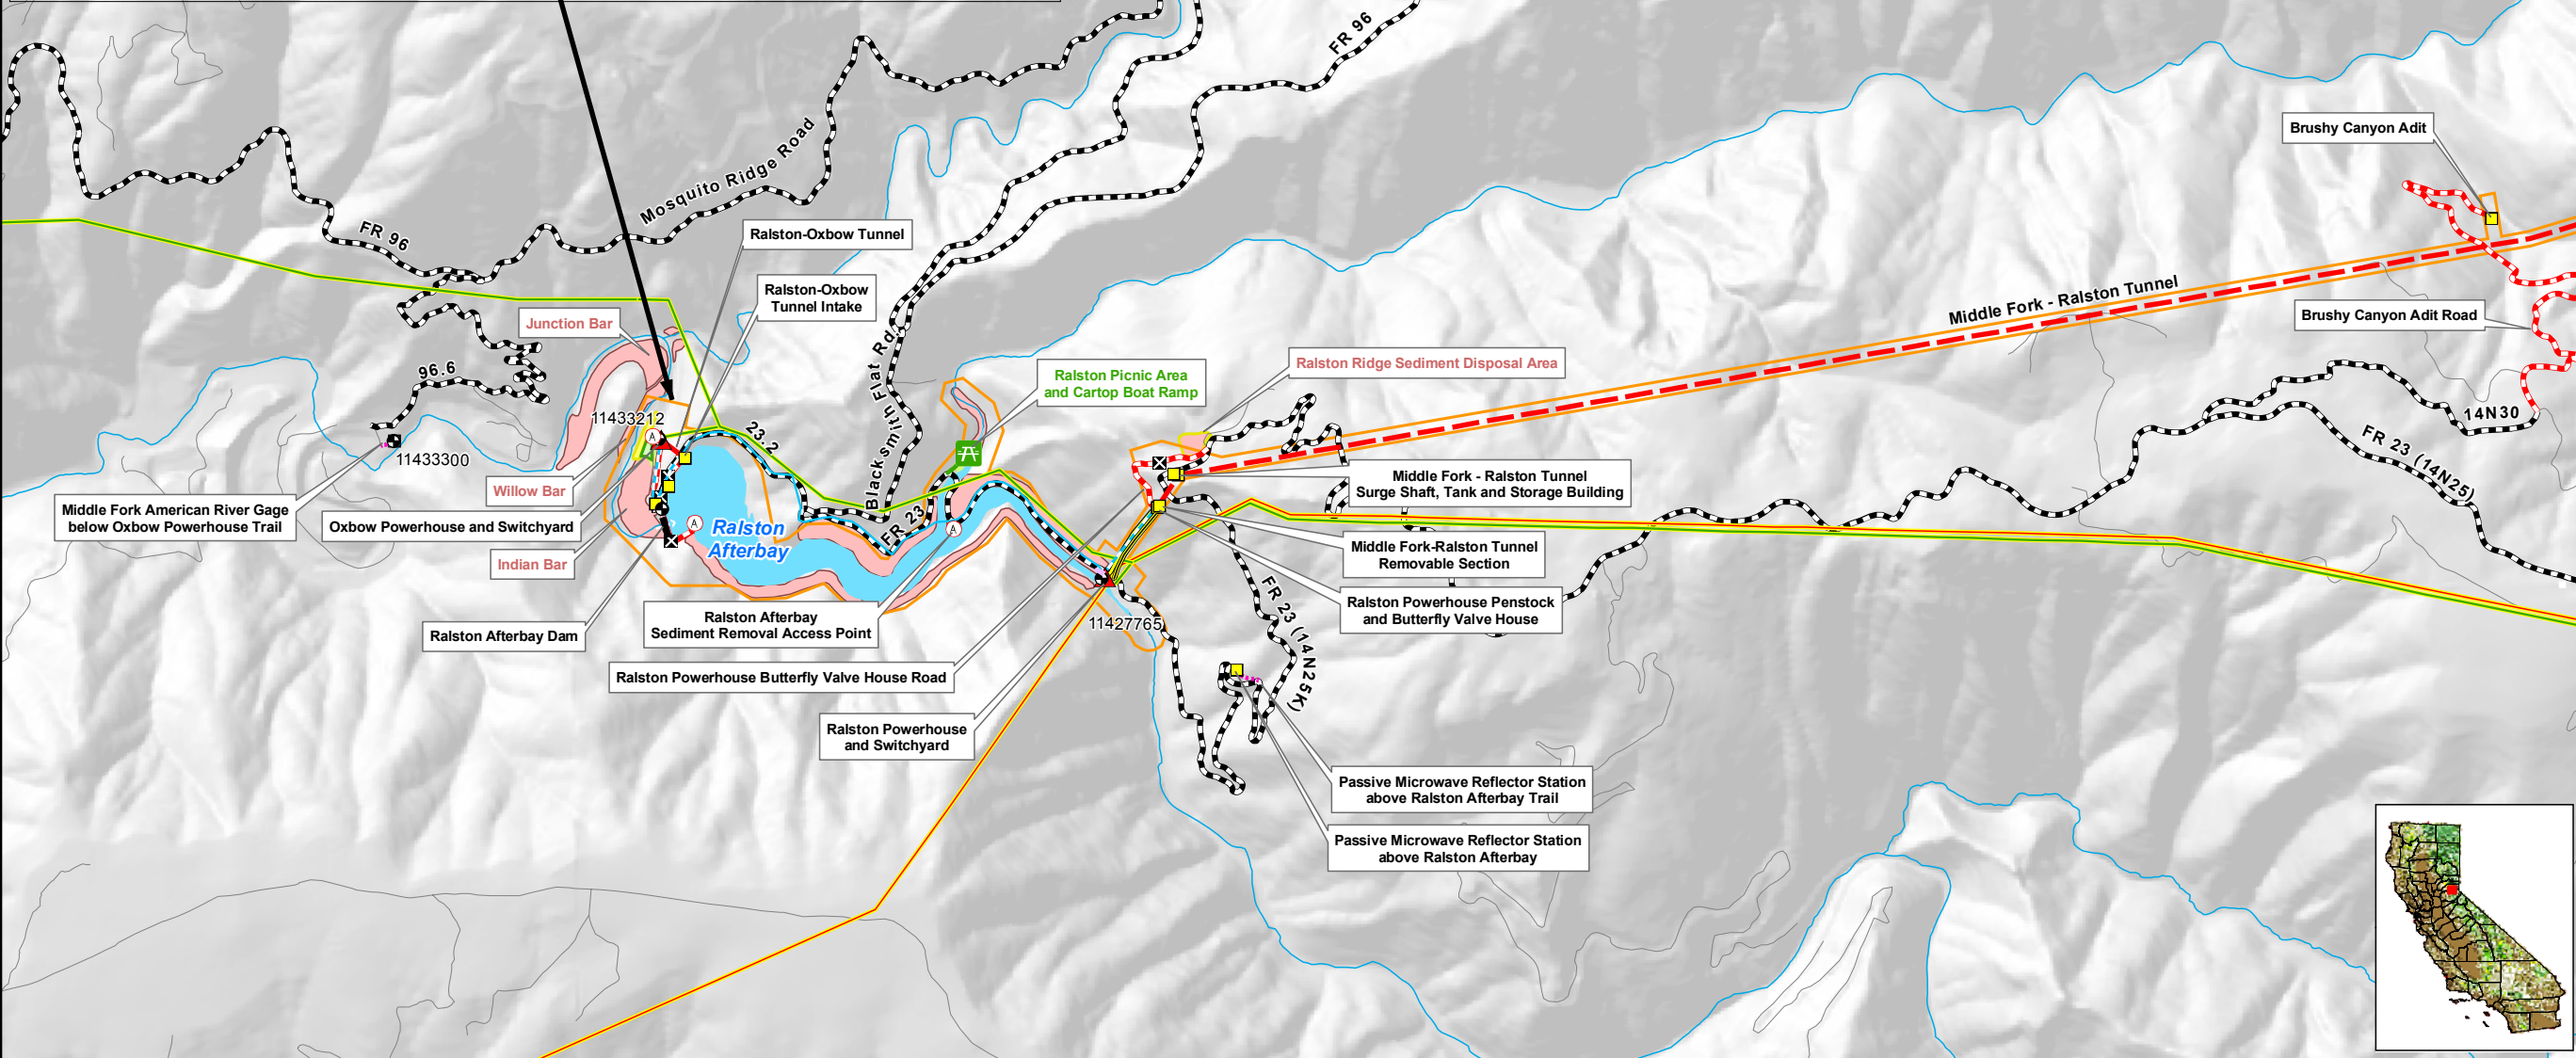 FR 96
Brushy Canyon Adit
Mosquito Ridge Road
FR 96
Ralston-Oxbow Tunnel
Ralston-Oxbow
Tunnel Intake
Middle Fork - Ralston Tunnel
Brushy Canyon Adit Road
Junction Bar
Blacksmith Flat Rd.
96.6
Ralston Picnic Area
and Cartop Boat Ramp
Ralston Ridge Sediment Disposal Area
11433212
23.2
14N30
FR 23 (14N25)
11433300
Willow Bar
Middle Fork - Ralston Tunnel
Surge Shaft, Tank and Storage Building
Middle Fork American River Gage
below Oxbow Powerhouse Trail
Oxbow Powerhouse and Switchyard
Ralston
Afterbay
FR 23
Indian Bar
Middle Fork-Ralston Tunnel
Removable Section
Ralston Powerhouse Penstock
and Butterfly Valve House
Ralston Afterbay
Sediment Removal Access Point
11427765
FR 23 (14N25K)
Ralston Afterbay Dam
Ralston Powerhouse Butterfly Valve House Road
Ralston Powerhouse
and Switchyard
Passive Microwave Reflector Station
above Ralston Afterbay Trail
Passive Microwave Reflector Station
above Ralston Afterbay
A
A
A